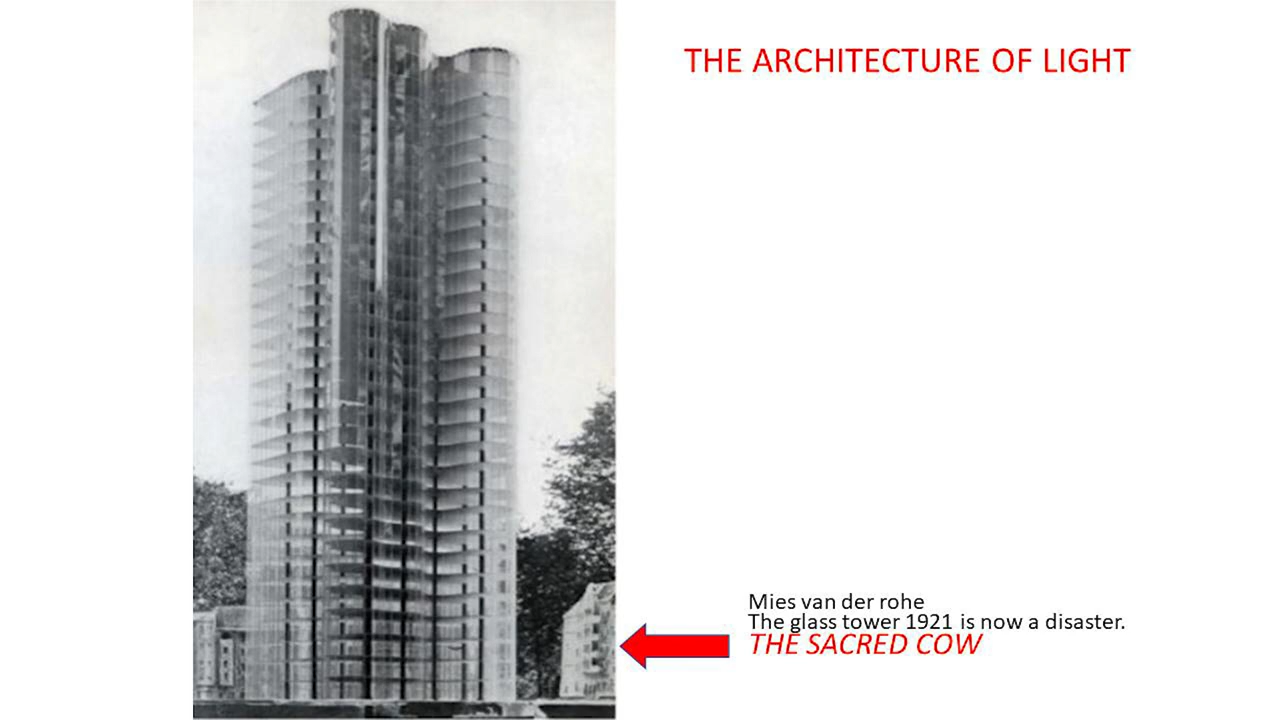 THE ARCHITECTURE OF LIGHT
Mies van der rohe
The glass tower 1921 is now a disaster.
THE SACRED COW